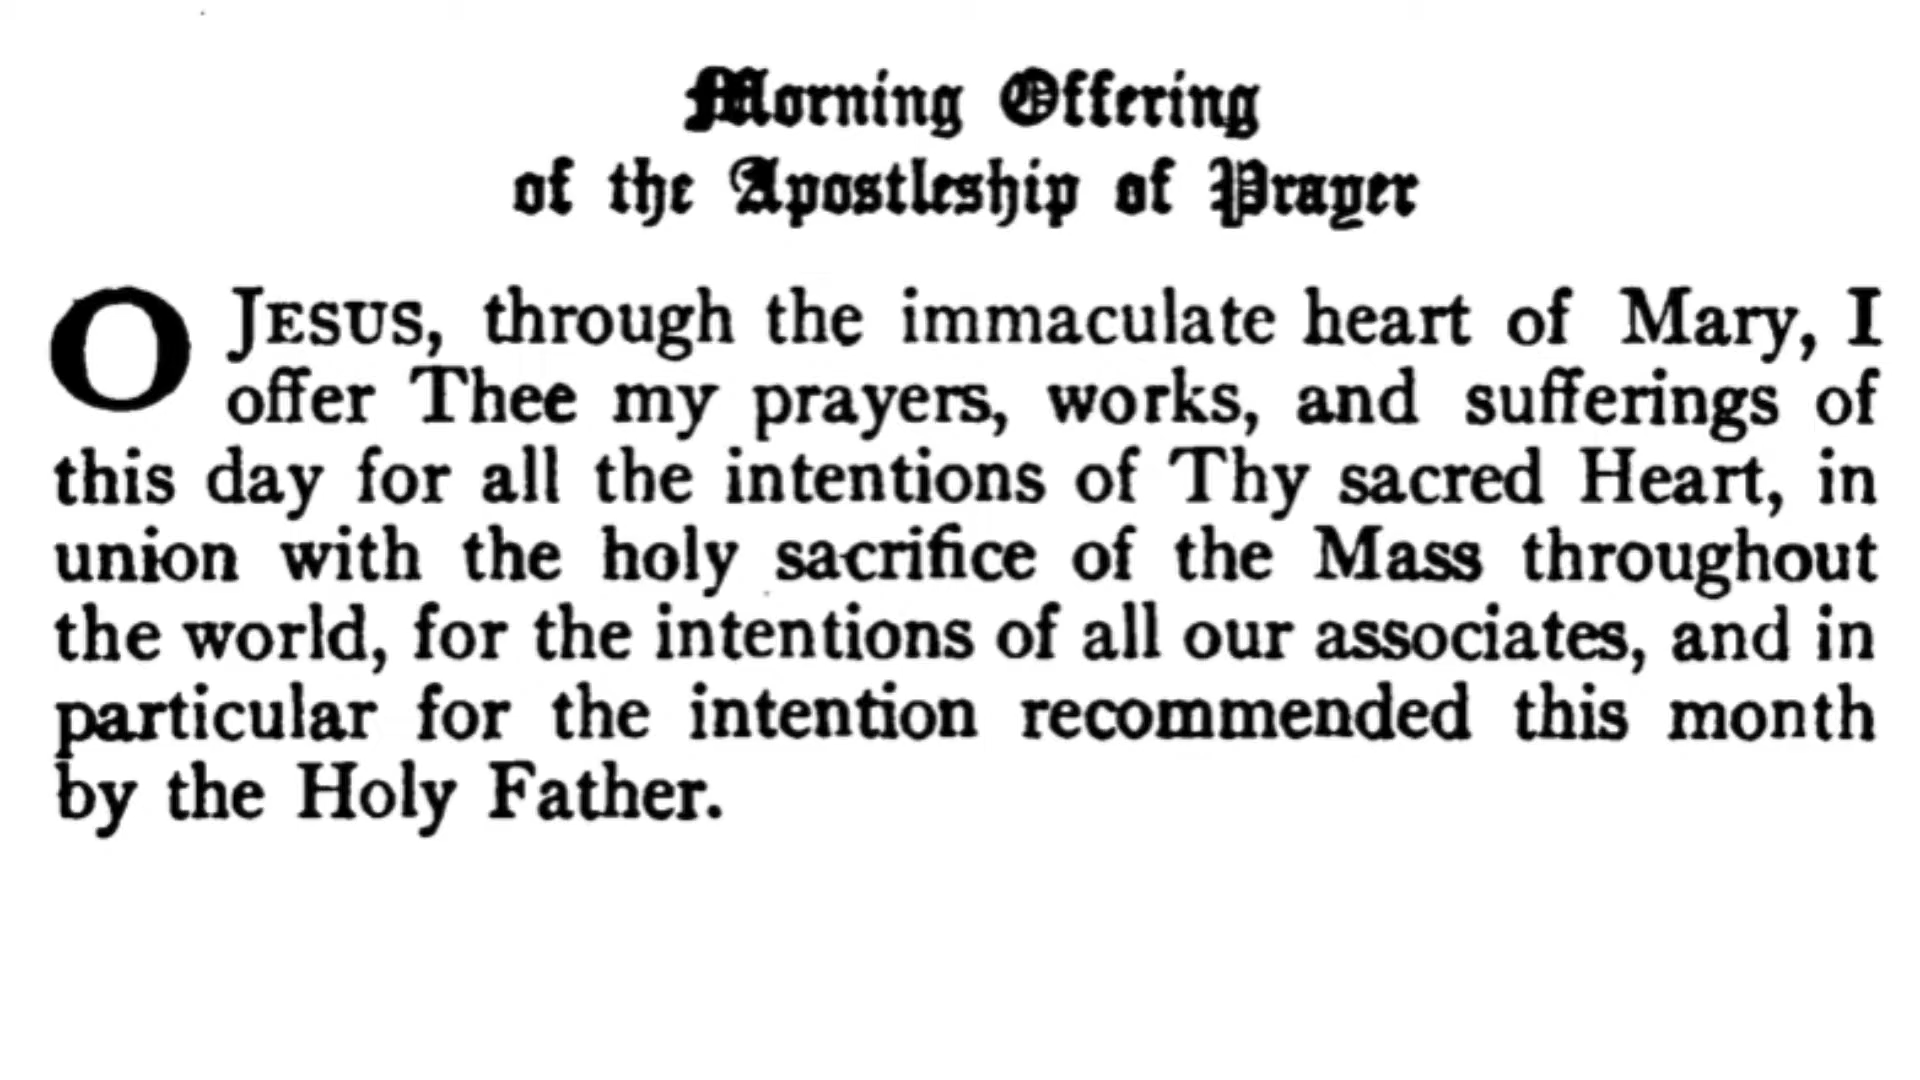 Morning Offering
of the Apostleship of Prayer
O JESUS, through the immaculate heart of Mary, I
offer Thee my prayers, works, and sufferings of
this day for all the intentions of Thy sacred Heart, in
union with the holy sacrifice of the Mass throughout
the world, for the intentions of all our associates, and in
particular for the intention recommended this month
by the Holy Father.